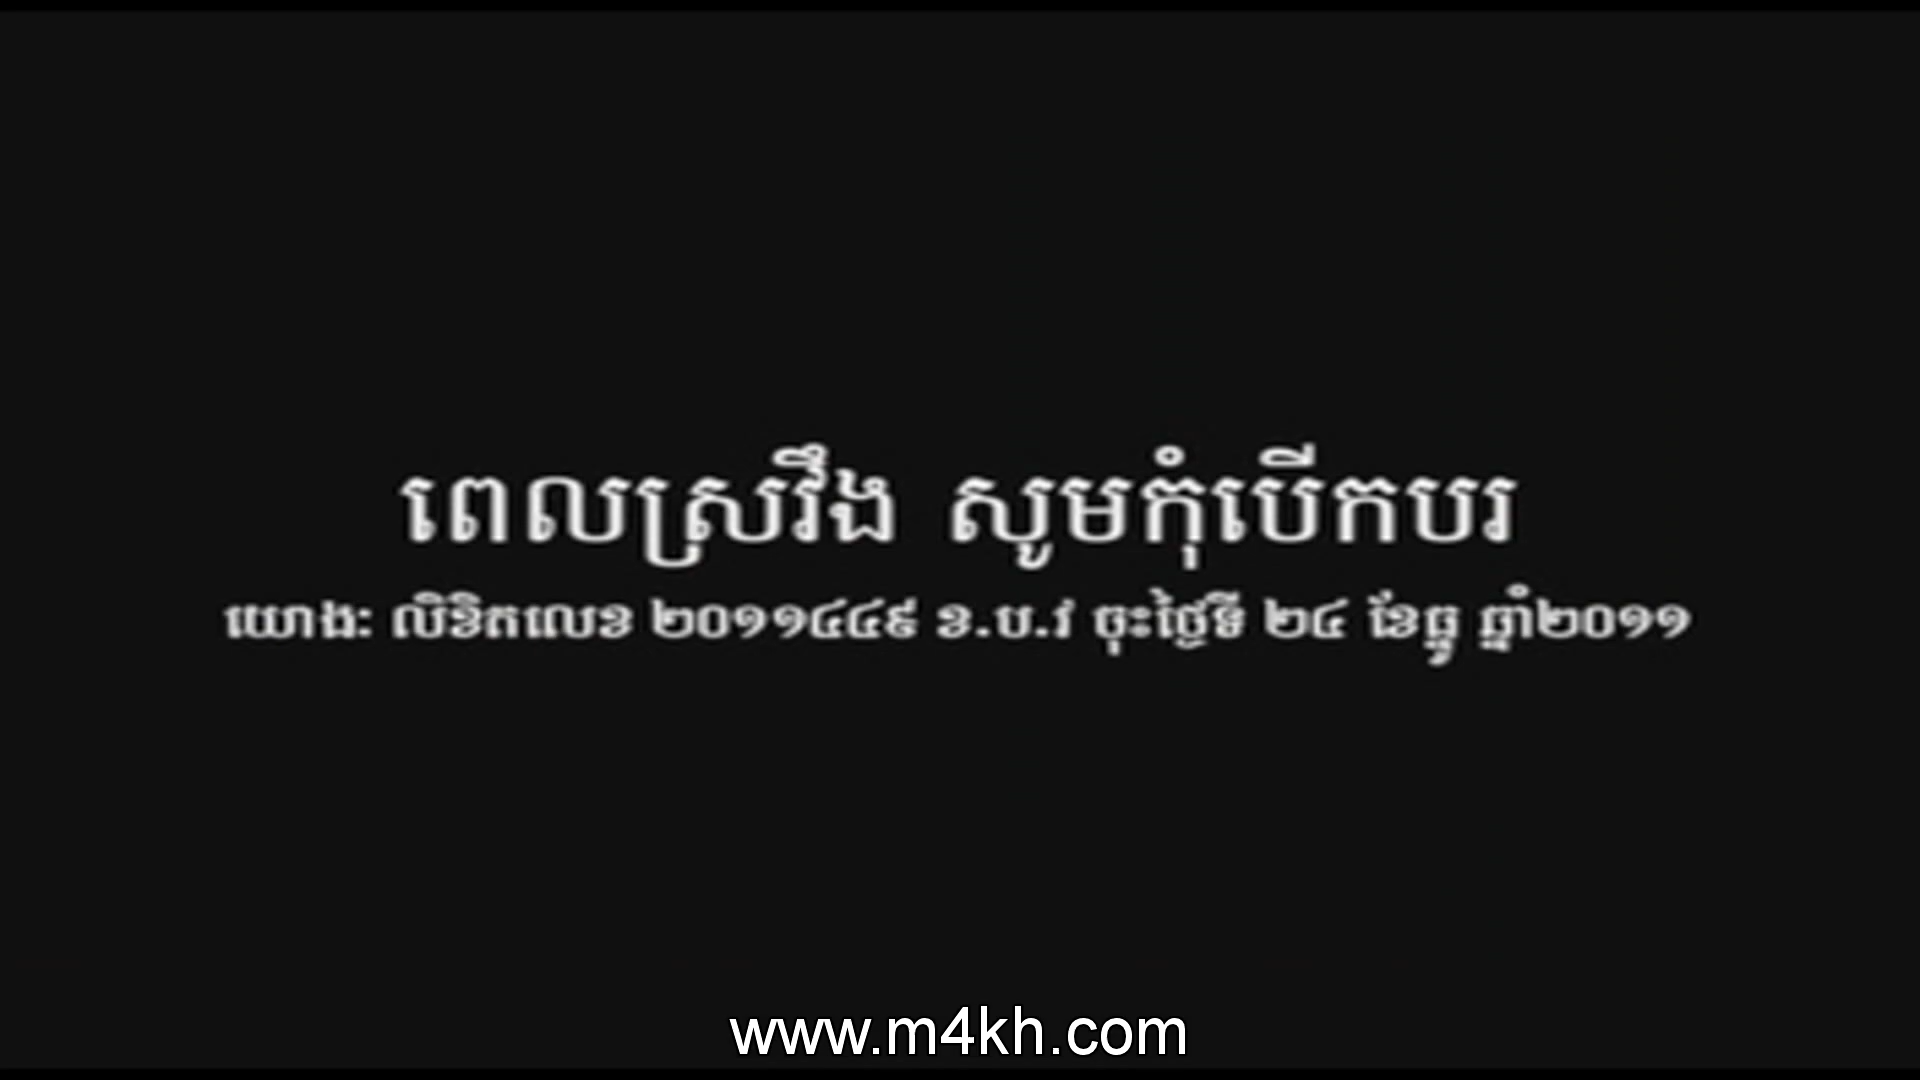 ពេលស្រវឹង សូមកុំបើកបរ
យោង: លិខិតលេខ ២០១១៤៤៩ ខ.ប.វ ចុះថ្ងៃទី ២៤ ខែធ្នូ ឆ្នាំ២០១១
www.m4kh.com